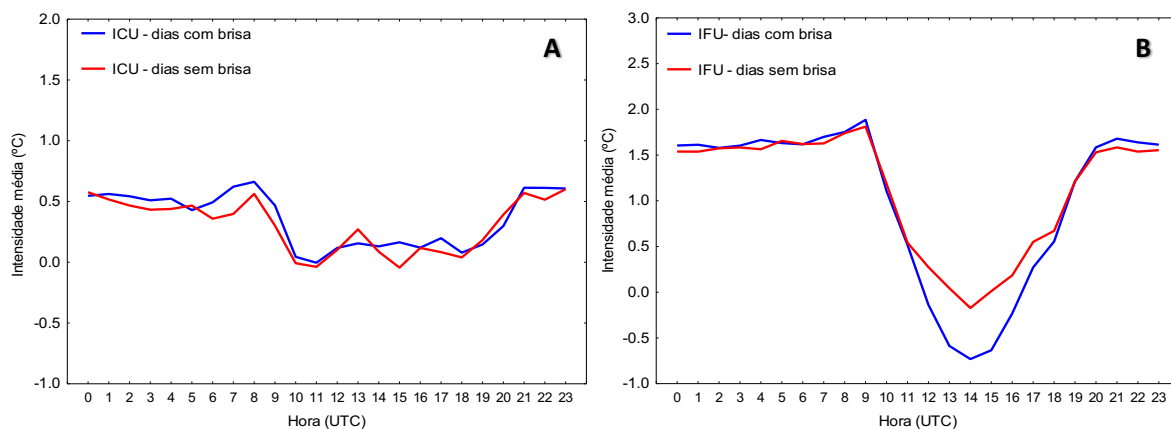 ICU - dias com brisa
ICU - dias sem brisa
A
2.0
1.5
1.0
0.5
0.0
-0.5
-1.0
Intensidade média (ºC)
0 1 2 3 4 5 6 7 8 9 10 11 12 13 14 15 16 17 18 19 20 21 22 23
Hora (UTC)
IFU- dias com brisa
IFU - dias sem brisa
B
3.0
2.5
2.0
1.5
1.0
0.5
0.0
-0.5
-1.0
Intensidade média (ºC)
0 1 2 3 4 5 6 7 8 9 10 11 12 13 14 15 16 17 18 19 20 21 22 23
Hora (UTC)